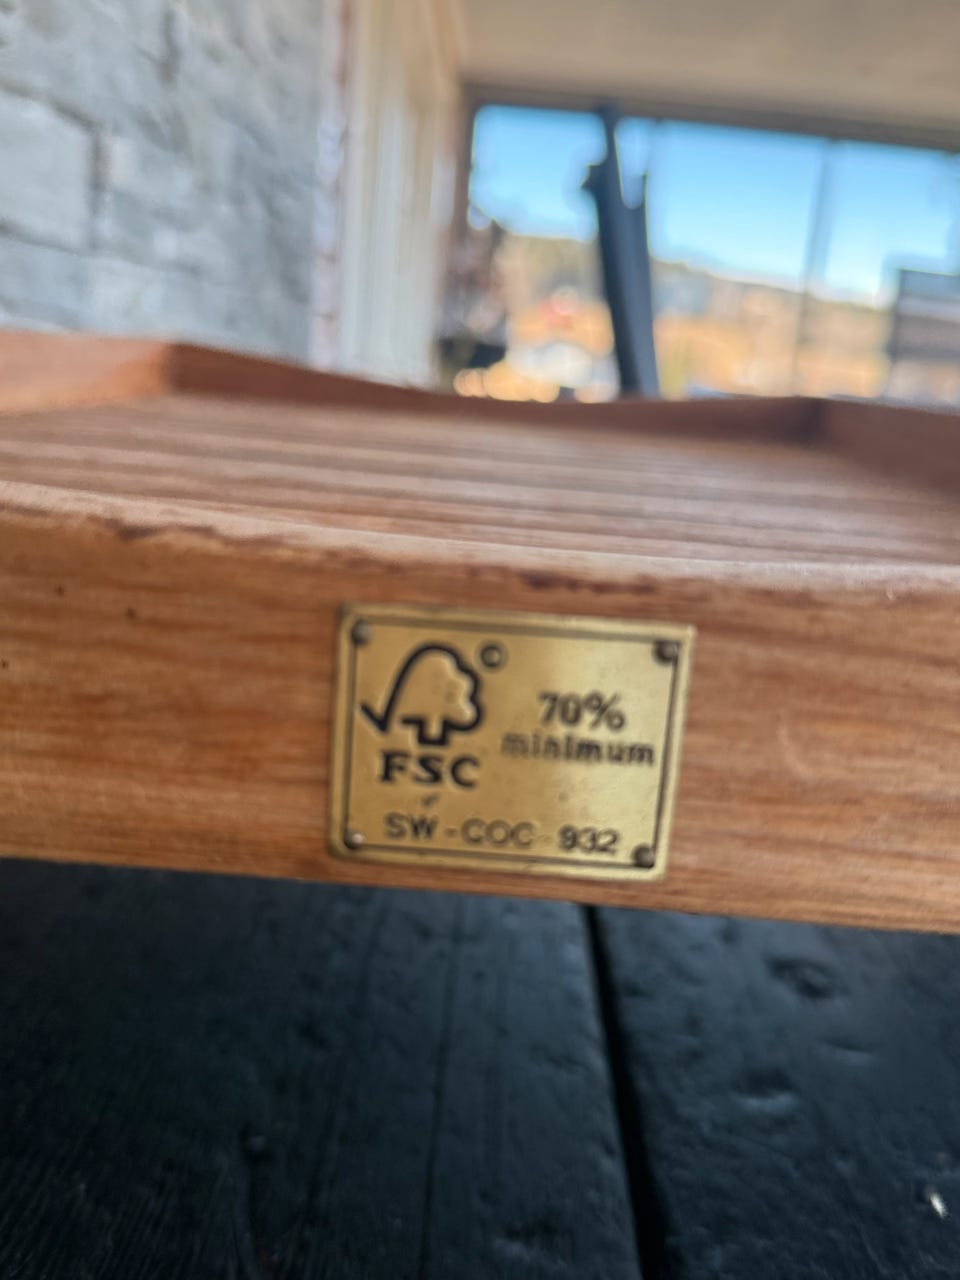 ©
70%
minimum
FSC
SW-COC-932